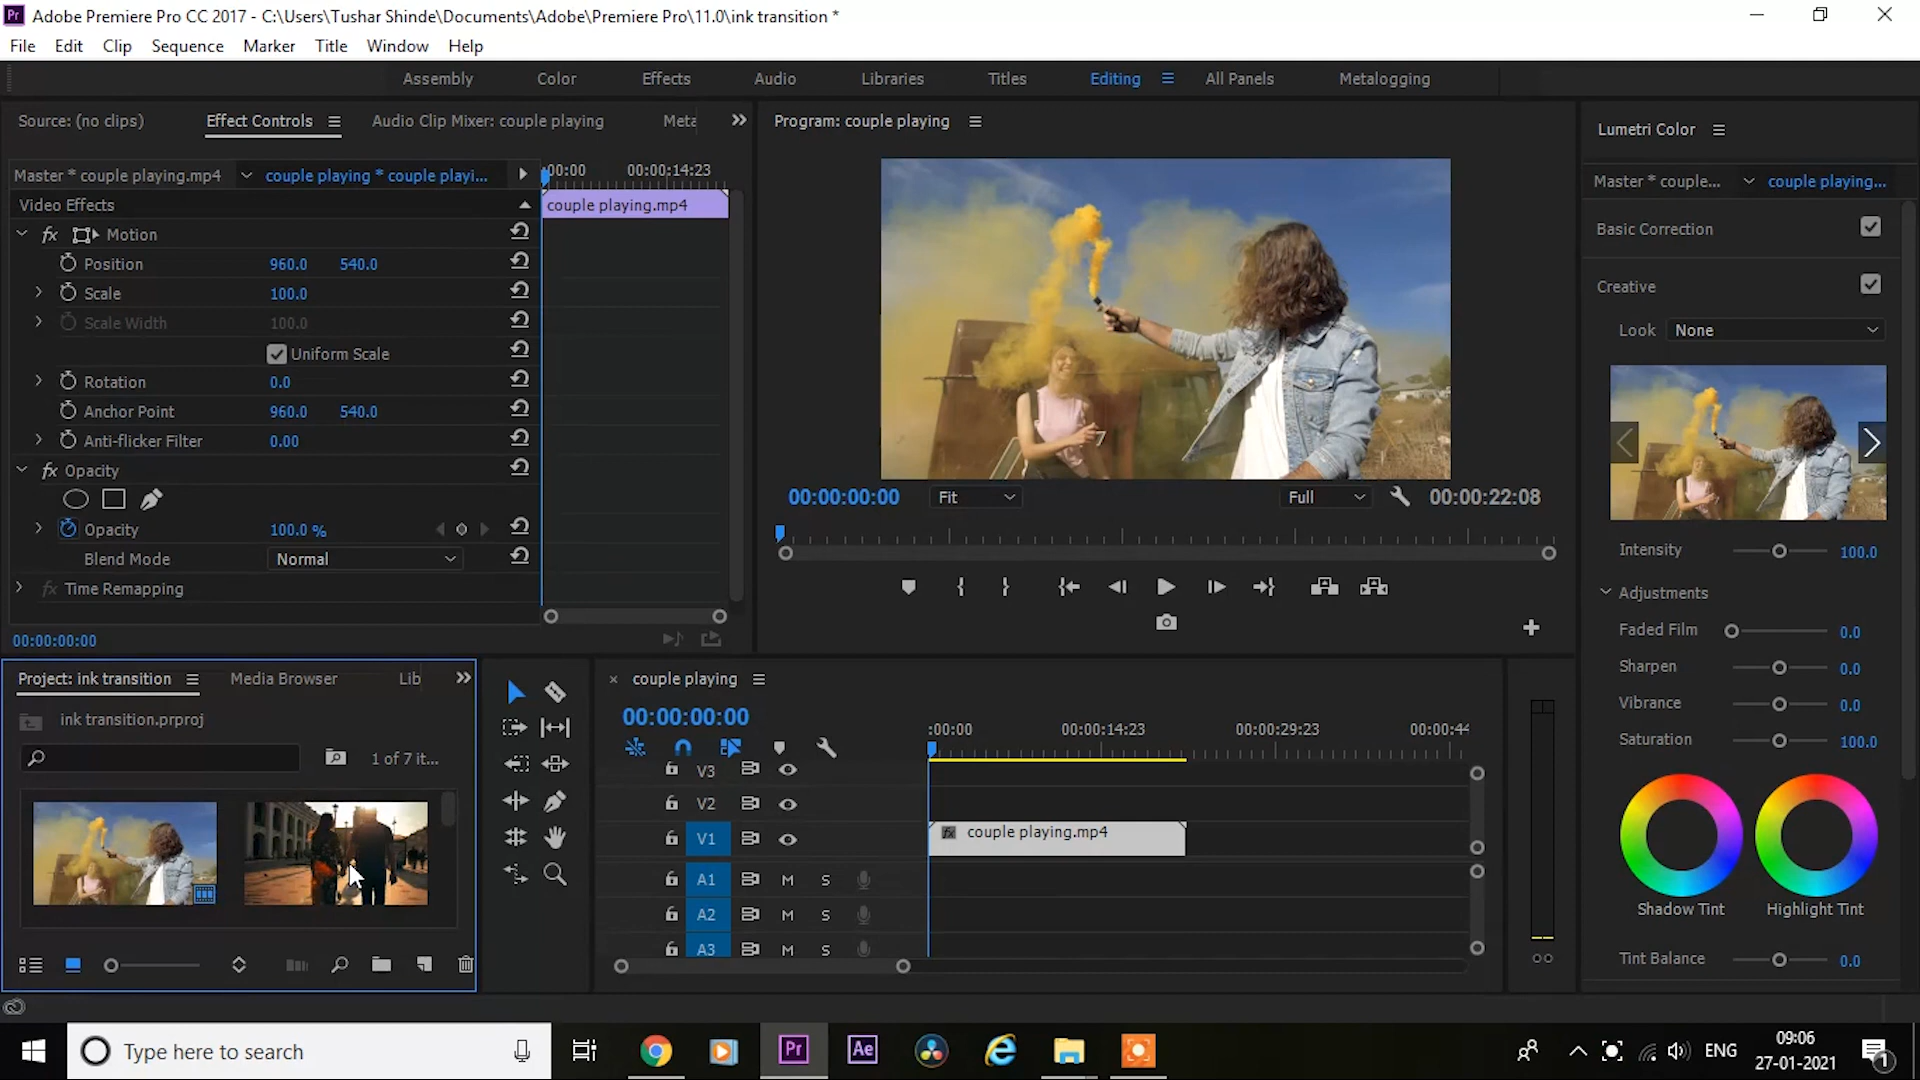 Adobe Premiere Pro CC 2017 - C:\Users\Tushar Shinde\Documents\Adobe\Premiere Pro\11.0\ink transition *
File Edit Clip Sequence Marker Title Window Help
Assembly Color Effects Audio Libraries Titles Editing All Panels Metalogging
Source: (no clips) Effect Controls Audio Clip Mixer: couple playing Meta
Program: couple playing
Lumetri Color
Master * couple playing.mp4 couple playing * couple playi...
:00:00 00:00:14:23
Video Effects
couple playing.mp4
fx Motion
Position 960.0 540.0
Scale 100.0
Scale Width 100.0
Uniform Scale
Rotation 0.0
Anchor Point 960.0 540.0
Anti-flicker Filter 0.00
fx Opacity
Opacity 100.0 %
Blend Mode Normal
fx Time Remapping
00:00:00:00
00:00:00:00 Fit Full 00:00:22:08
Master * couple... couple playing...
Basic Correction
Creative
Look None
Intensity 100.0
Adjustments
Faded Film 0.0
Sharpen 0.0
Vibrance 0.0
Saturation 100.0
Shadow Tint Highlight Tint
Tint Balance 0.0
Project: ink transition Media Browser Lib
ink transition.prproj
1 of 7 it...
× couple playing
00:00:00:00
:00:00 00:00:14:23 00:00:29:23 00:00:44
V3
V2
V1 fx couple playing.mp4
A1 M S
A2 M S
A3 M S
Type here to search
Pr Ae
ENG
09:06
27-01-2021
1